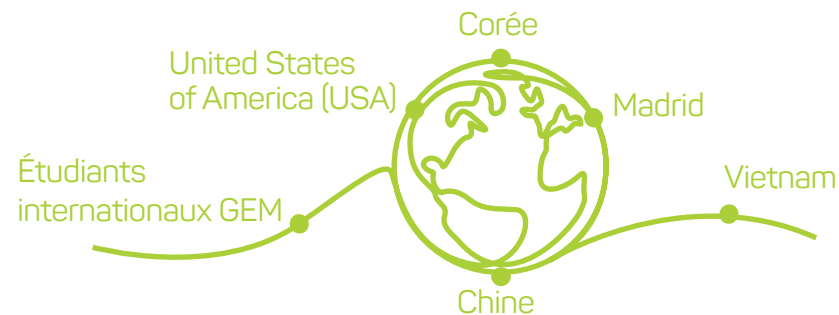 Corée
United States
of America (USA)
Madrid
Étudiants
internationaux GEM
Vietnam
Chine